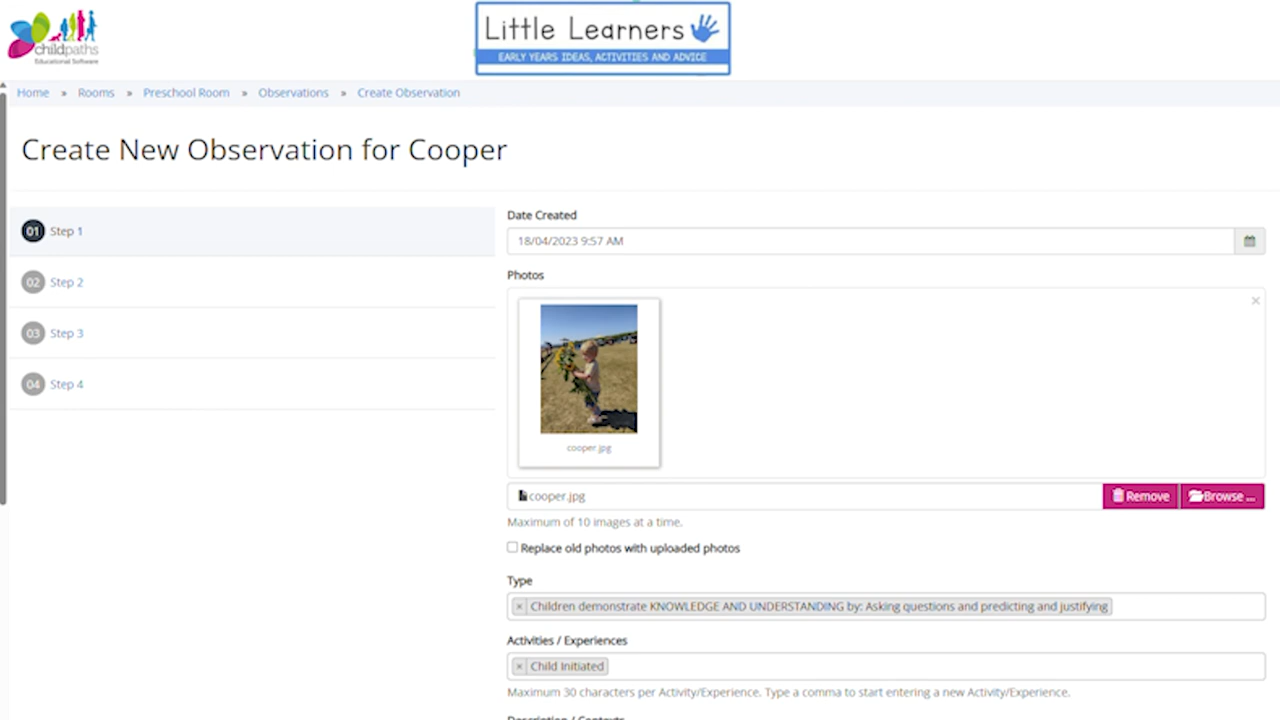 childpaths
Educational Software
Little Learners
EARLY YEARS IDEAS, ACTIVITIES AND ADVICE
Home » Rooms » Preschool Room » Observations » Create Observation
Create New Observation for Cooper
01 Step 1
02 Step 2
03 Step 3
04 Step 4
Date Created
18/04/2023 9:57 AM
Photos
×
cooper.jpg
cooper.jpg
Remove
Browse ...
Maximum of 10 images at a time.
Replace old photos with uploaded photos
Type
× Children demonstrate KNOWLEDGE AND UNDERSTANDING by: Asking questions and predicting and justifying
Activities / Experiences
× Child Initiated
Maximum 30 characters per Activity/Experience. Type a comma to start entering a new Activity/Experience.
Description / Contexts